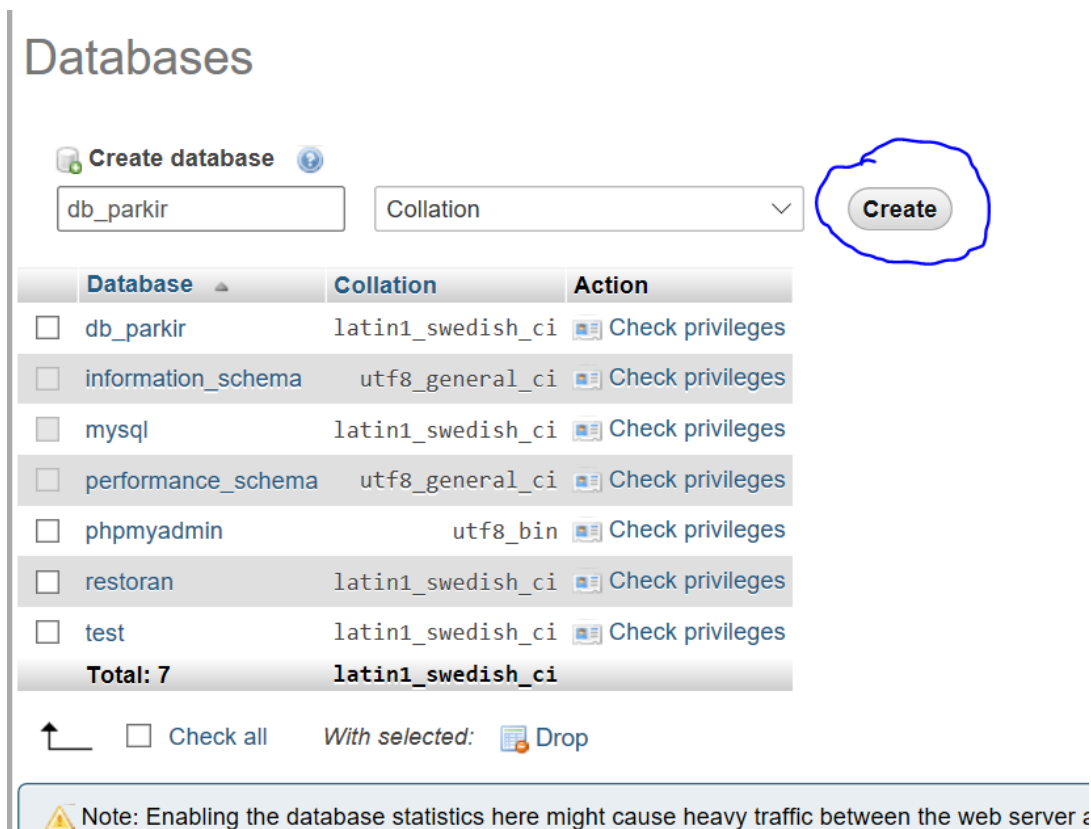 Databases
Create database
db_parkir Collation Create
Database Collation Action
db_parkir latin1_swedish_ci Check privileges
information_schema utf8_general_ci Check privileges
mysql latin1_swedish_ci Check privileges
performance_schema utf8_general_ci Check privileges
phpmyadmin utf8_bin Check privileges
restoran latin1_swedish_ci Check privileges
test latin1_swedish_ci Check privileges
Total: 7 latin1_swedish_ci
Check all With selected: Drop
Note: Enabling the database statistics here might cause heavy traffic between the web server a